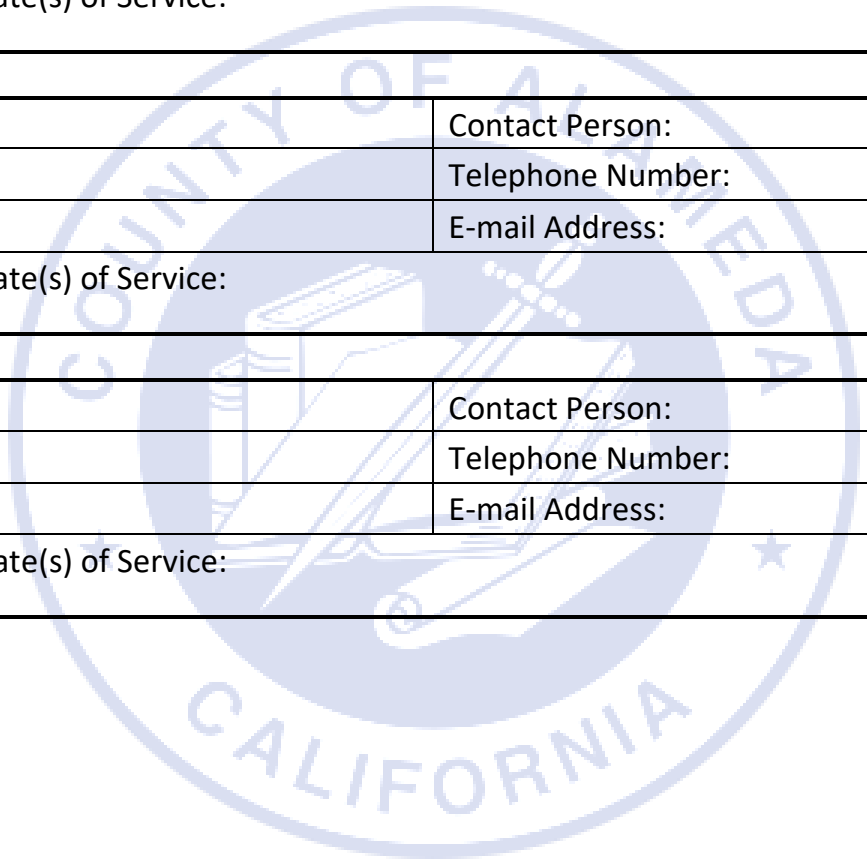 ate(s) of Service:
Contact Person:
Telephone Number:
E-mail Address:
ate(s) of Service:
Contact Person:
Telephone Number:
E-mail Address:
ate(s) of Service:
COUNTY OF ALAMEDA
CALIFORNIA